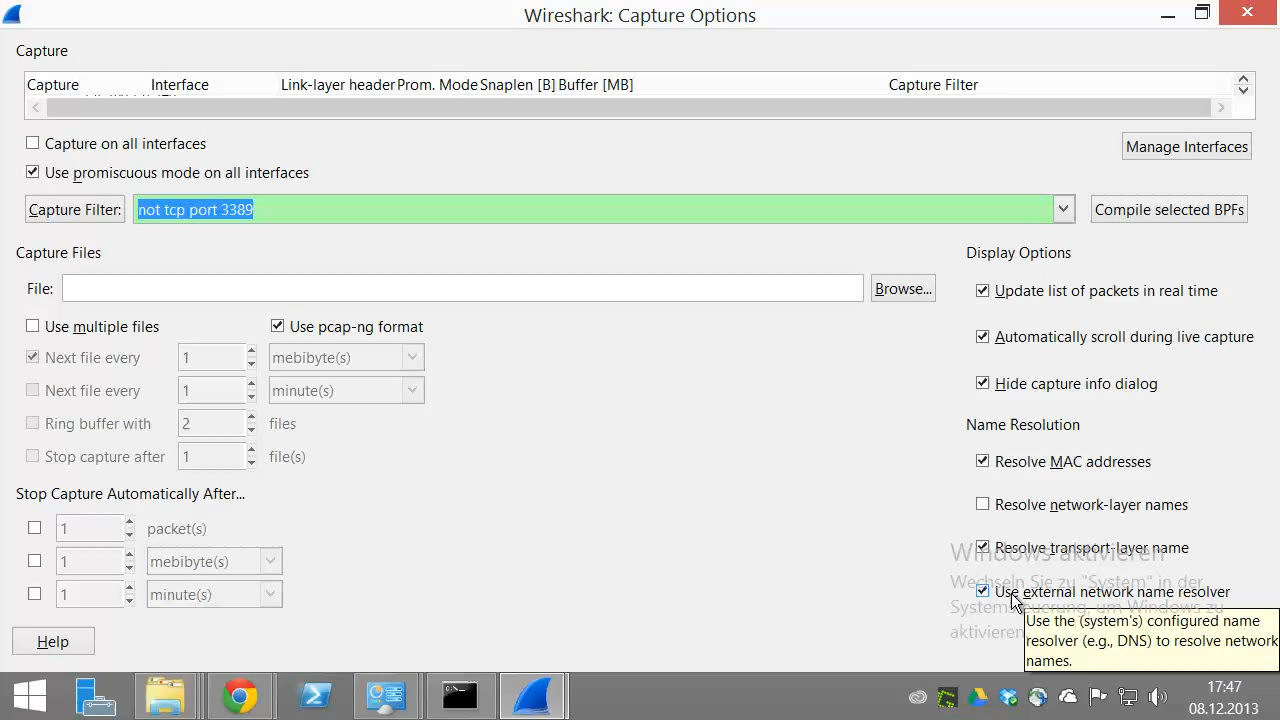 Wireshark: Capture Options
Capture
Capture Interface Link-layer header Prom. Mode Snaplen [B] Buffer [MB] Capture Filter
Capture on all interfaces
Manage Interfaces
Use promiscuous mode on all interfaces
Capture Filter: not tcp port 3389 Compile selected BPFs
Capture Files
Display Options
File: Browse...
Update list of packets in real time
Use multiple files Use pcap-ng format
Automatically scroll during live capture
Next file every 1 mebibyte(s)
Next file every 1 minute(s)
Hide capture info dialog
Ring buffer with 2 files
Name Resolution
Stop capture after 1 file(s)
Resolve MAC addresses
Stop Capture Automatically After...
Resolve network-layer names
1 packet(s)
Resolve transport-layer name
Windows aktivieren
1 mebibyte(s)
Wechseln Sie zu "System" in der
1 minute(s)
Use external network name resolver
Systemsteuerung, um Windows zu
aktivieren
Use the (system's) configured name
resolver (e.g., DNS) to resolve network
names.
Help
17:47
08.12.2013